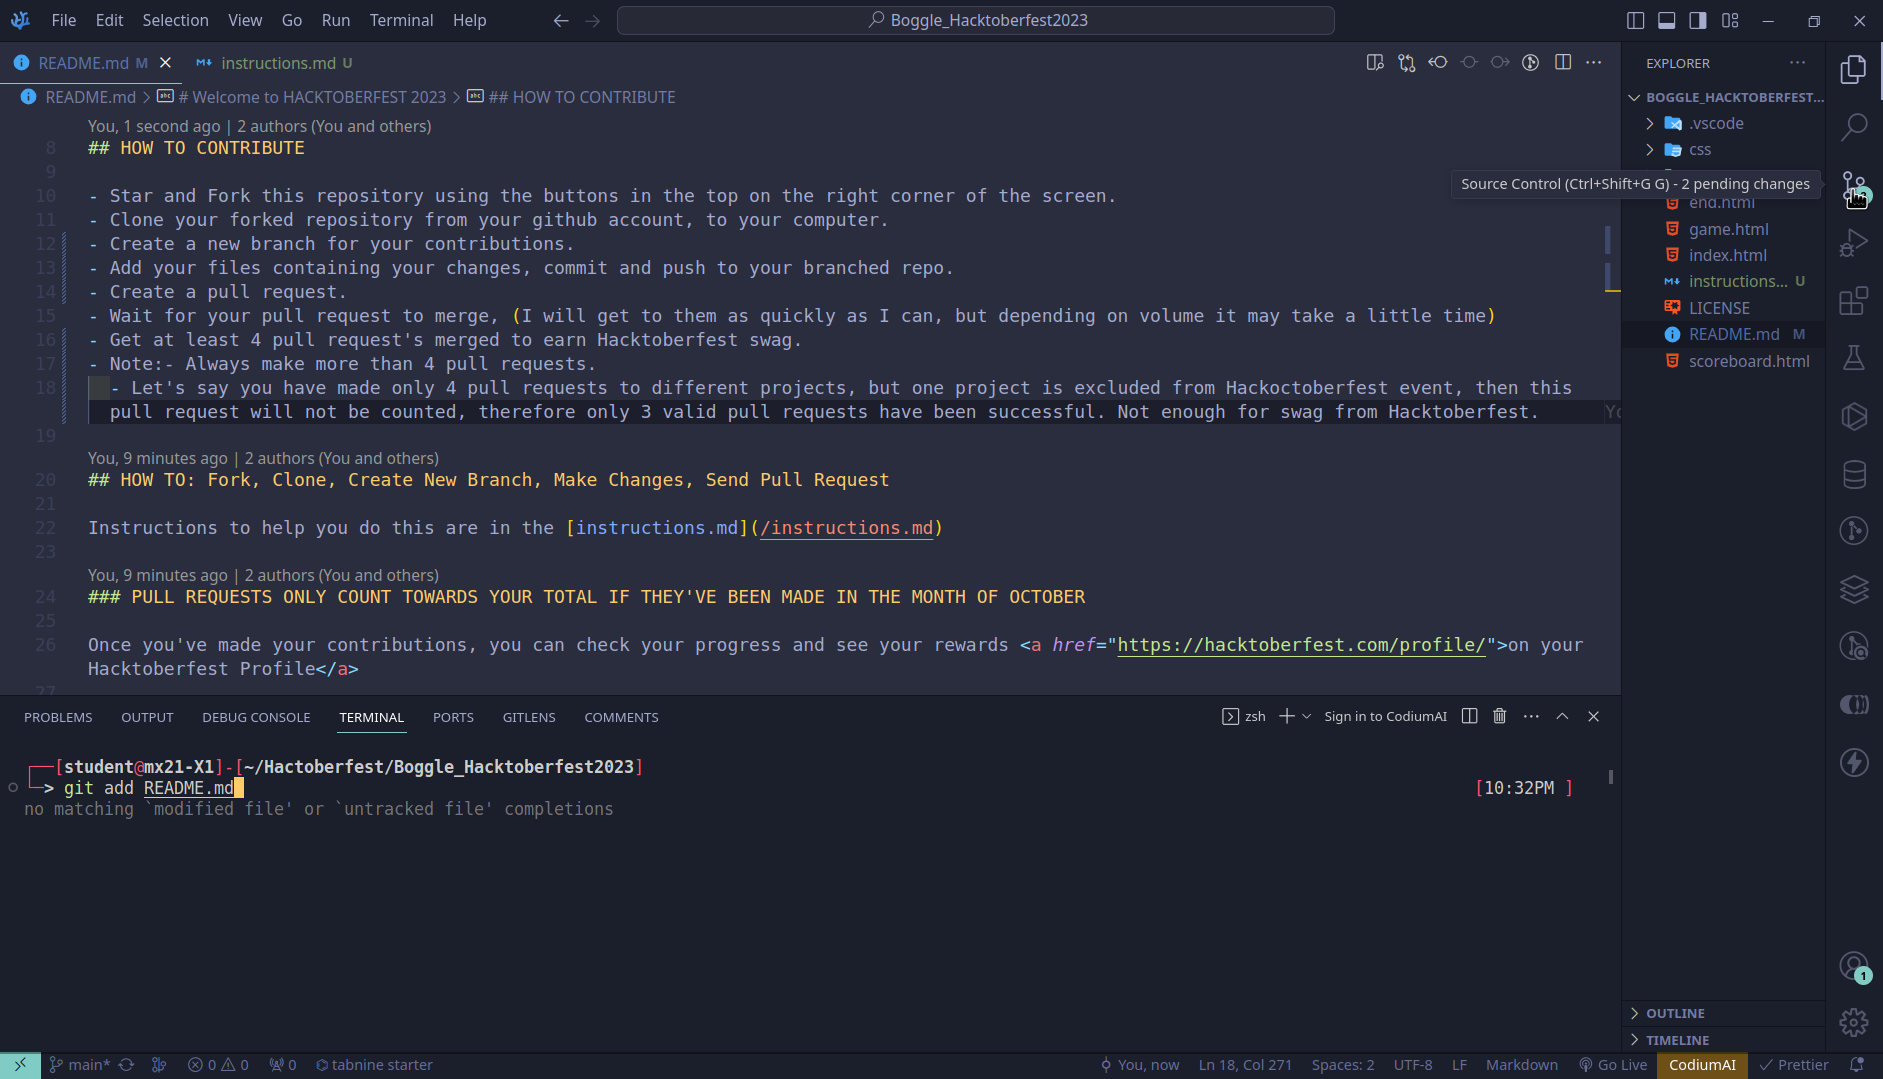 File Edit Selection View Go Run Terminal Help
Boggle_Hacktoberfest2023
README.md M
instructions.md U
README.md > # Welcome to HACKTOBERFEST 2023 > ## HOW TO CONTRIBUTE
You, 1 second ago | 2 authors (You and others)
8 ## HOW TO CONTRIBUTE
9
10 - Star and Fork this repository using the buttons in the top on the right corner of the screen.
11 - Clone your forked repository from your github account, to your computer.
12 - Create a new branch for your contributions.
13 - Add your files containing your changes, commit and push to your branched repo.
14 - Create a pull request.
15 - Wait for your pull request to merge, (I will get to them as quickly as I can, but depending on volume it may take a little time)
16 - Get at least 4 pull request's merged to earn Hacktoberfest swag.
17 - Note:- Always make more than 4 pull requests.
18 - Let's say you have made only 4 pull requests to different projects, but one project is excluded from Hackoctoberfest event, then this
pull request will not be counted, therefore only 3 valid pull requests have been successful. Not enough for swag from Hacktoberfest.
19
You, 9 minutes ago | 2 authors (You and others)
20 ## HOW TO: Fork, Clone, Create New Branch, Make Changes, Send Pull Request
21
22 Instructions to help you do this are in the [instructions.md](/instructions.md)
23
You, 9 minutes ago | 2 authors (You and others)
24 ### PULL REQUESTS ONLY COUNT TOWARDS YOUR TOTAL IF THEY'VE BEEN MADE IN THE MONTH OF OCTOBER
25
26 Once you've made your contributions, you can check your progress and see your rewards <a href="https://hacktoberfest.com/profile/">on your
Hacktoberfest Profile</a>
27
EXPLORER
BOGGLE_HACKTOBERFEST...
.vscode
css
Source Control (Ctrl+Shift+G G) - 2 pending changes
end.html
game.html
index.html
instructions... U
LICENSE
README.md M
scoreboard.html
PROBLEMS OUTPUT DEBUG CONSOLE TERMINAL PORTS GITLENS COMMENTS
zsh
Sign in to CodiumAI
[student@mx21-X1]-[~/Hactoberfest/Boggle_Hacktoberfest2023]
> git add README.md
[10:32PM ]
no matching `modified file' or `untracked file' completions
1
OUTLINE
TIMELINE
main* 0 0 0 tabnine starter
You, now Ln 18, Col 271 Spaces: 2 UTF-8 LF Markdown Go Live CodiumAI Prettier